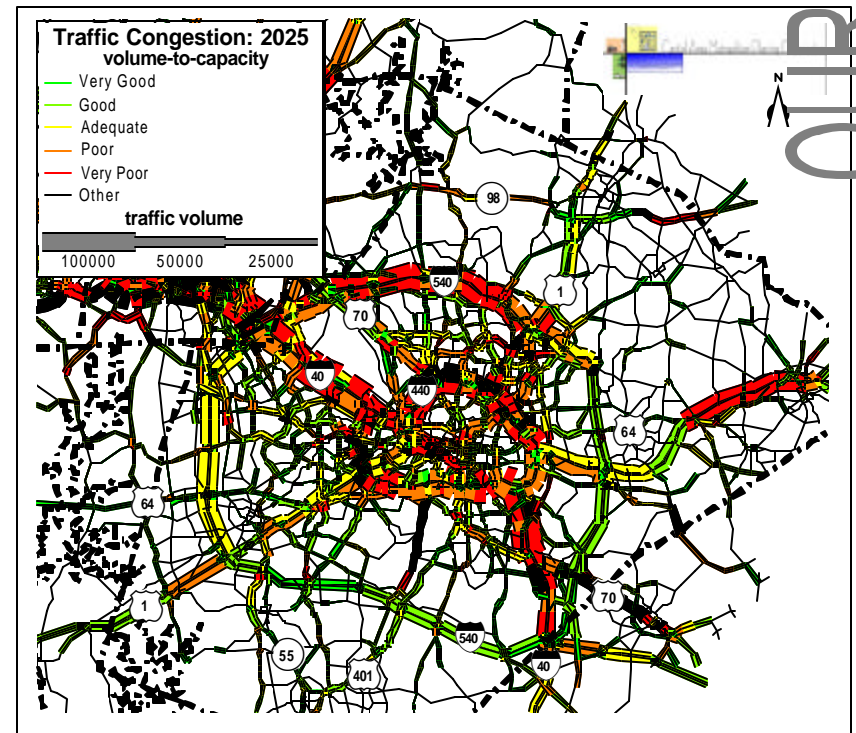 Traffic Congestion: 2025
volume-to-capacity
Very Good
Good
Adequate
Poor
Very Poor
Other
traffic volume
100000 50000 25000
OUR
N
98
540
1
70
40
440
64
64
1
70
540
55
401
40